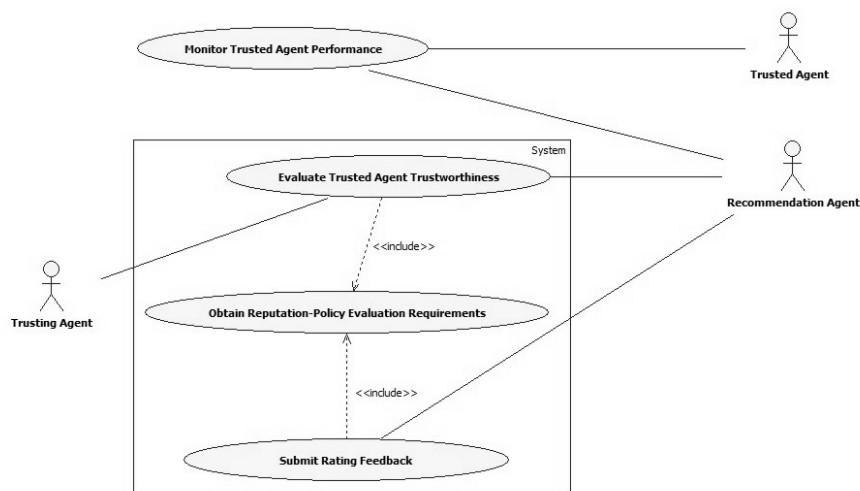 Monitor Trusted Agent Performance
Trusted Agent
System
Evaluate Trusted Agent Trustworthiness
Recommendation Agent
<<include>>
Trusting Agent
Obtain Reputation-Policy Evaluation Requirements
<<include>>
Submit Rating Feedback